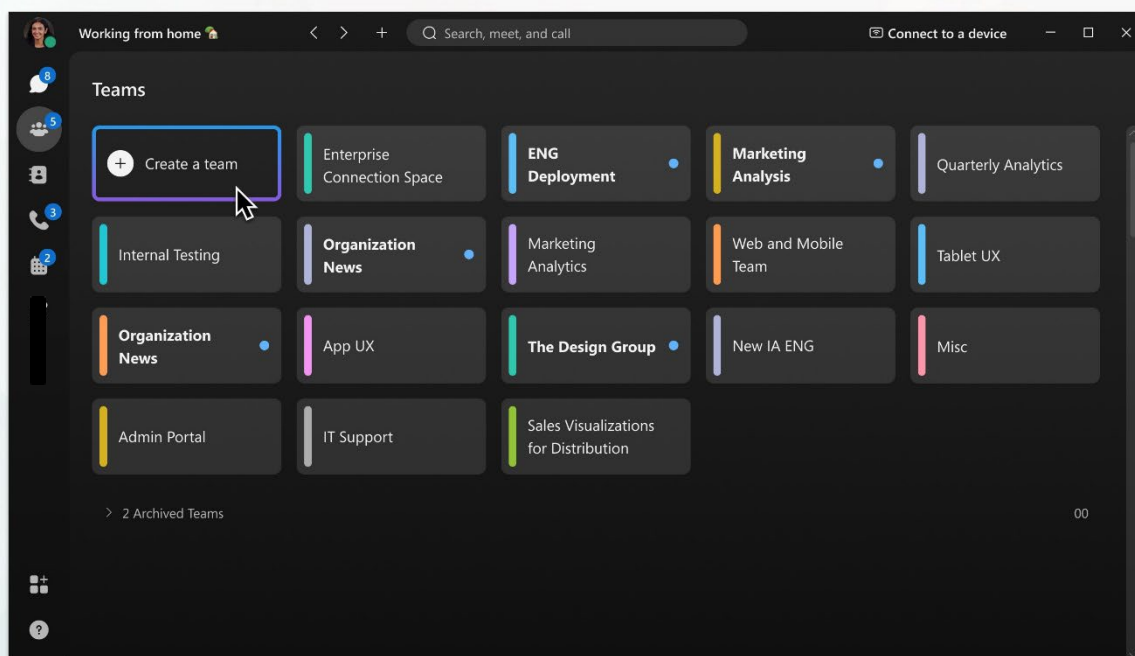 Working from home
Search, meet, and call
Connect to a device
8
5
3
2
Teams
Create a team
Enterprise
Connection Space
ENG
Deployment
Marketing
Analysis
Quarterly Analytics
Internal Testing
Organization
News
Marketing
Analytics
Web and Mobile
Team
Tablet UX
Organization
News
App UX
The Design Group
New IA ENG
Misc
Admin Portal
IT Support
Sales Visualizations
for Distribution
2 Archived Teams
00